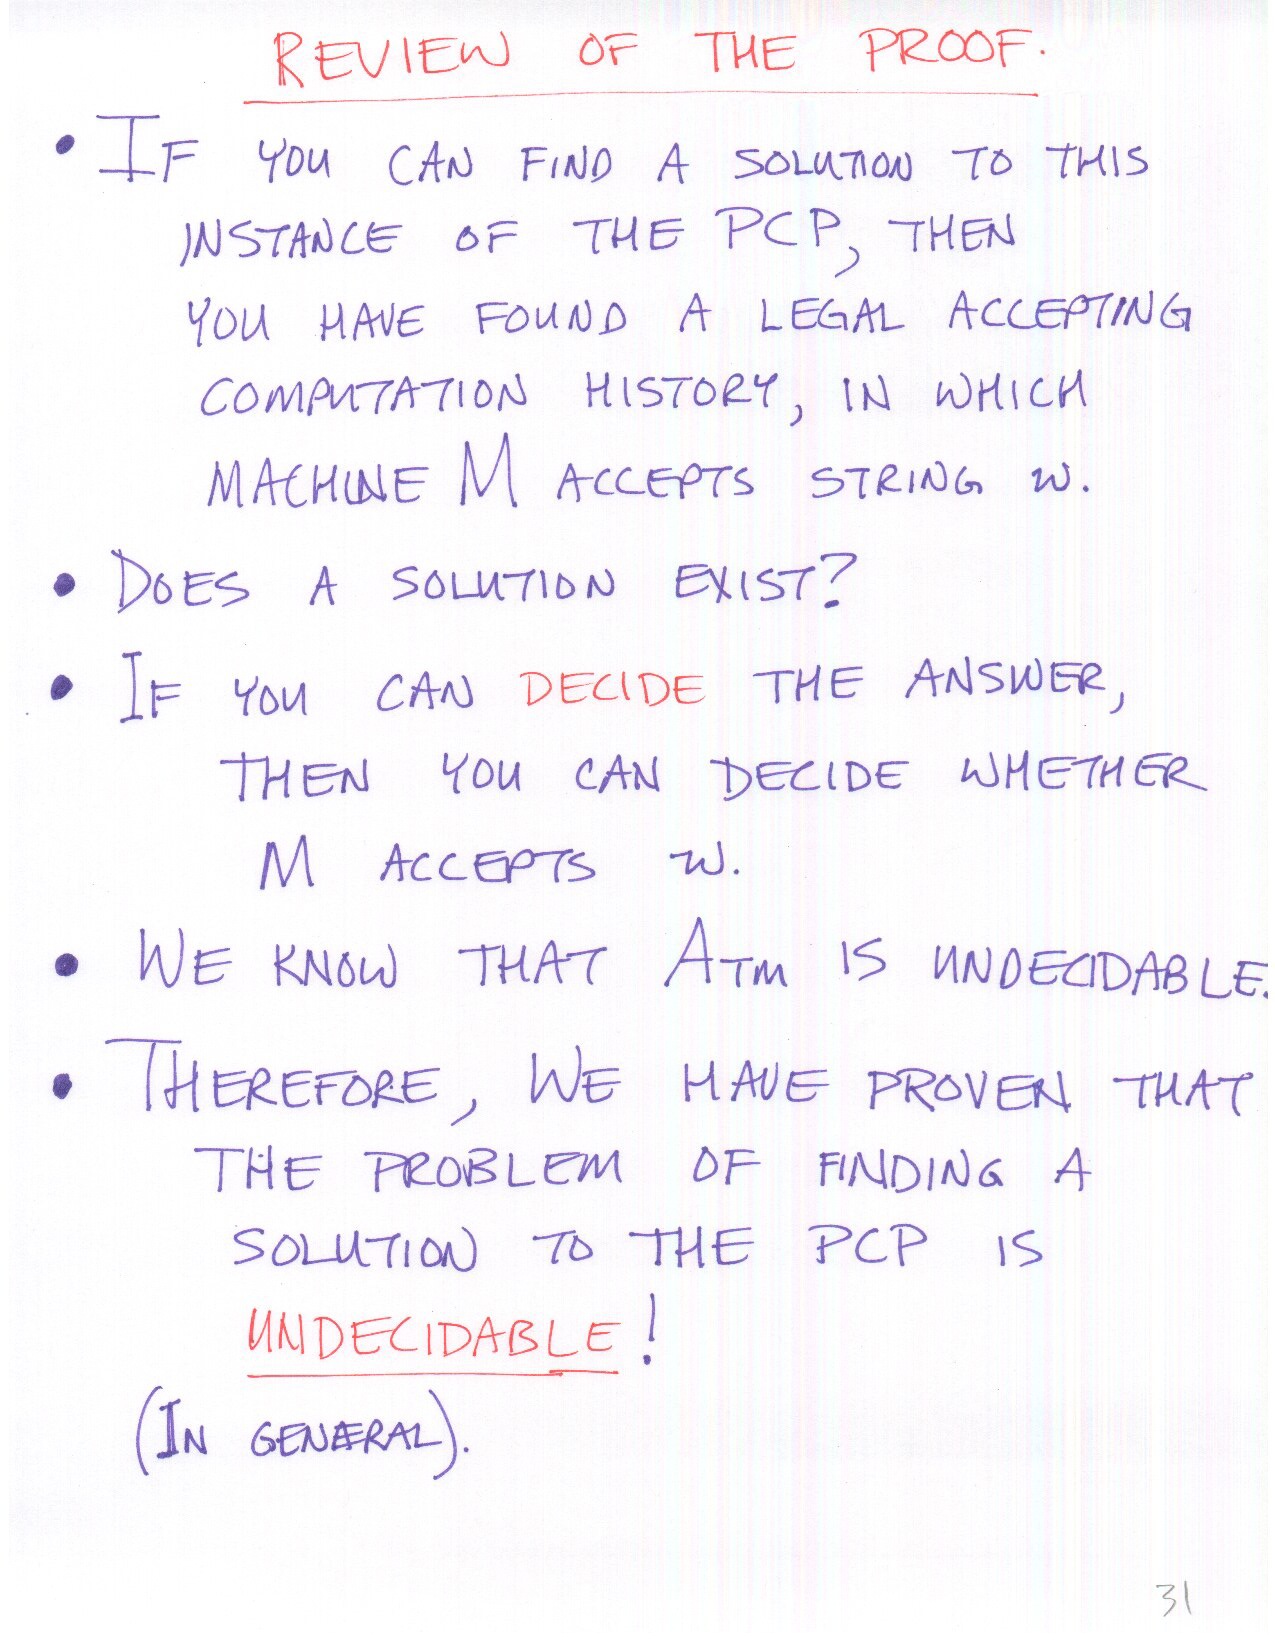 REVIEW OF THE PROOF.
• IF YOU CAN FIND A SOLUTION TO THIS
INSTANCE OF THE PCP, THEN
YOU HAVE FOUND A LEGAL ACCEPTING
COMPUTATION HISTORY, IN WHICH
MACHINE M ACCEPTS STRING w.
• DOES A SOLUTION EXIST?
• IF YOU CAN DECIDE THE ANSWER,
THEN YOU CAN DECIDE WHETHER
M ACCEPTS w.
• WE KNOW THAT ATM IS UNDECIDABLE.
• THEREFORE, WE HAVE PROVEN THAT
THE PROBLEM OF FINDING A
SOLUTION TO THE PCP IS
UNDECIDABLE!
(IN GENERAL).
31